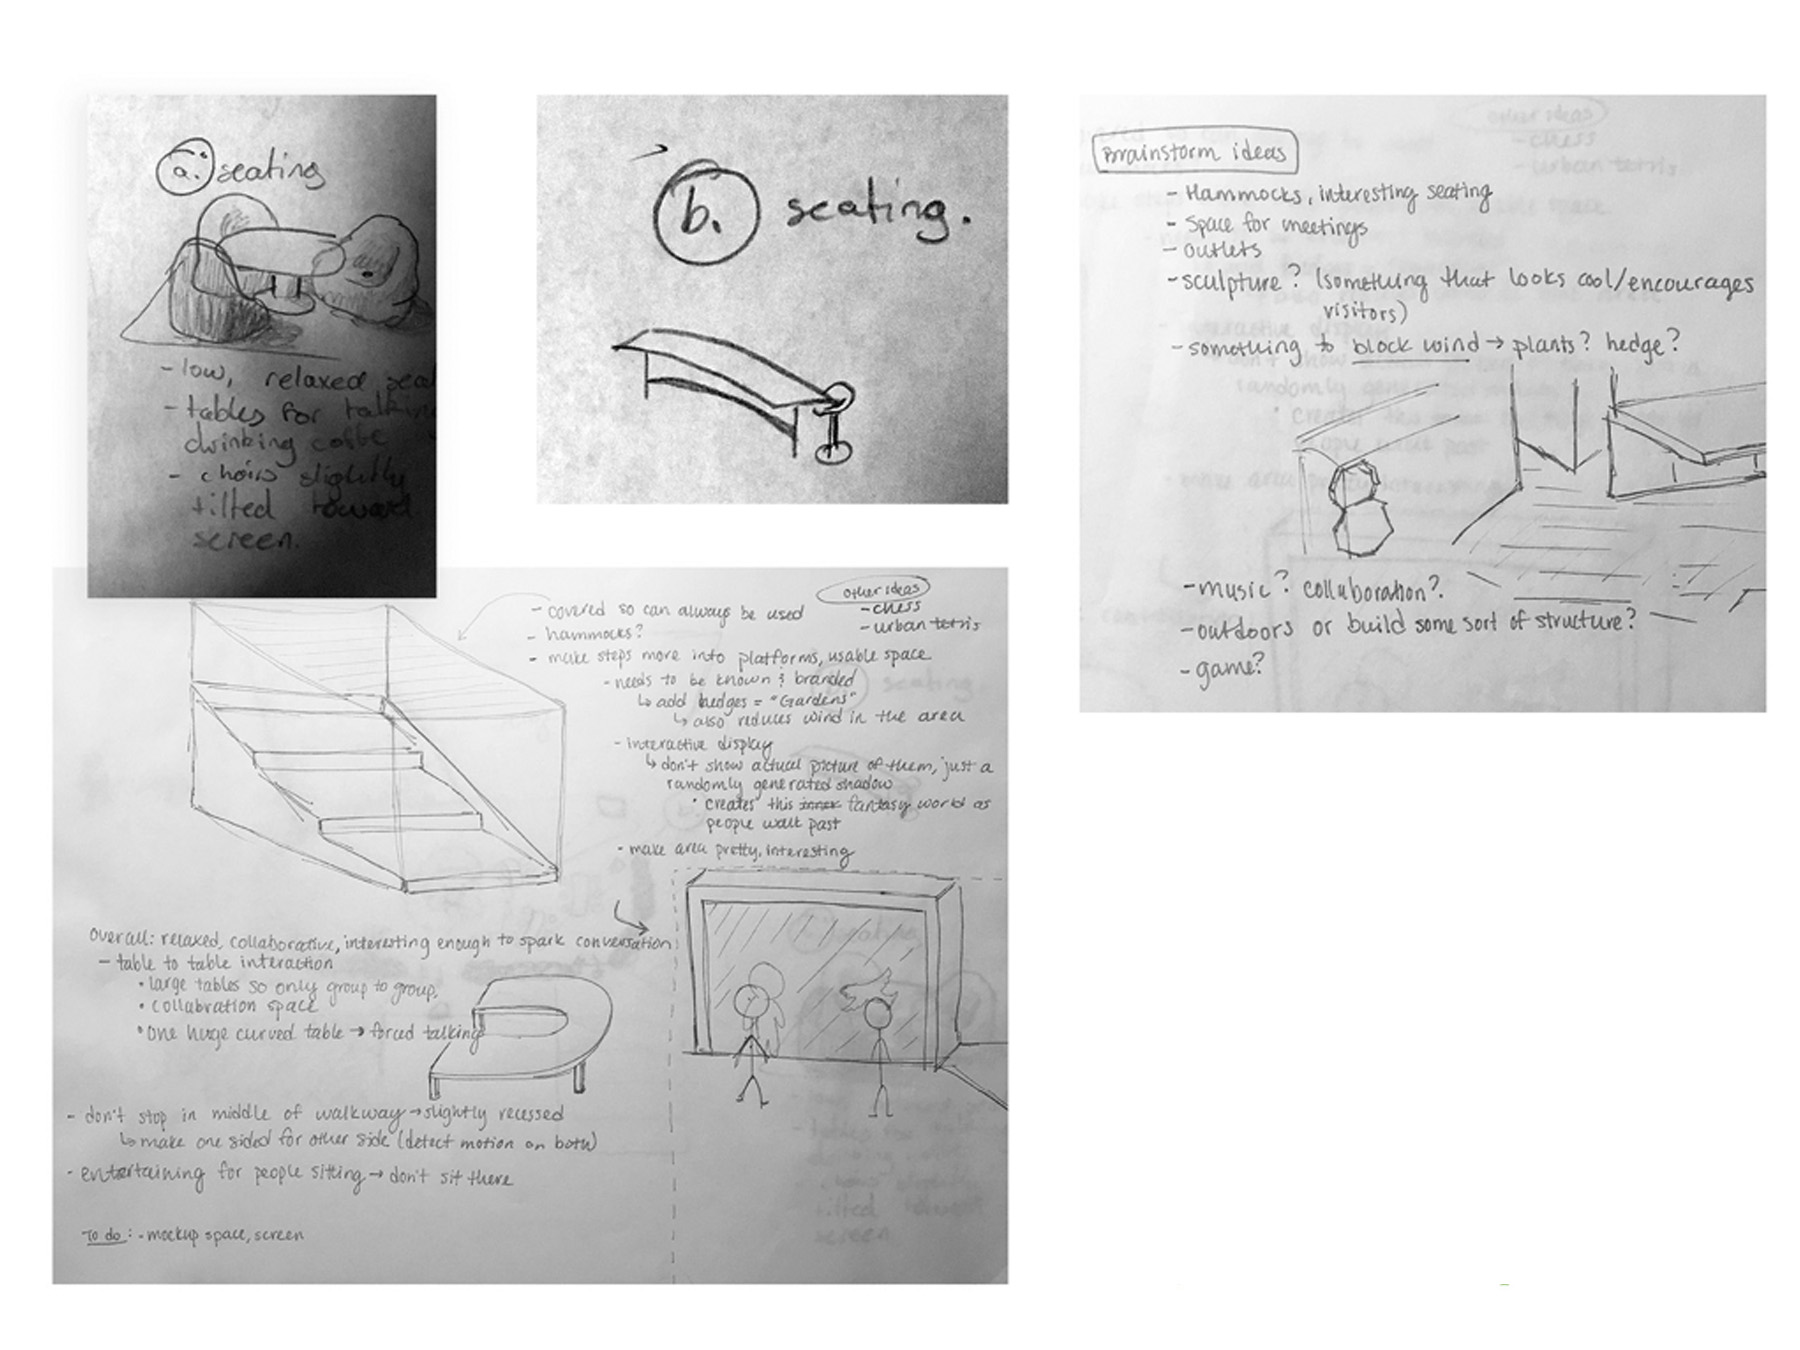 a. seating
- low, relaxed
- tables for
drinking
- chairs slightly
tilted toward
screen.
b. seating.
Brainstorm ideas
- Hammocks, interesting seating
- Space for meetings
- outlets
- sculpture? (something that looks cool/encourages
visitors)
- something to block wind → plants? hedge?
- music? collaboration?
- outdoors or build some sort of structure?
- game?
other ideas
- chess
- urban tetris
- covered so can always be used
- hammocks?
- make steps more into platforms, usable space
- needs to be known & branded
↳ add hedges = "Gardens"
↳ also reduces wind in the area
- interactive display
↳ don't show actual picture of them, just a
randomly generated shadow
• creates this fantasy world as
people walk past
- make area pretty, interesting
overall: relaxed, collaborative, interesting enough to spark conversation
- table to table interaction
• large tables so only group to group,
• collabration space
• one huge curved table → forced talking
- don't stop in middle of walkway → slightly recessed
↳ make one sided for other side (detect motion on both)
- entertaining for people sitting → don't sit there
To do: - mockup space, screen